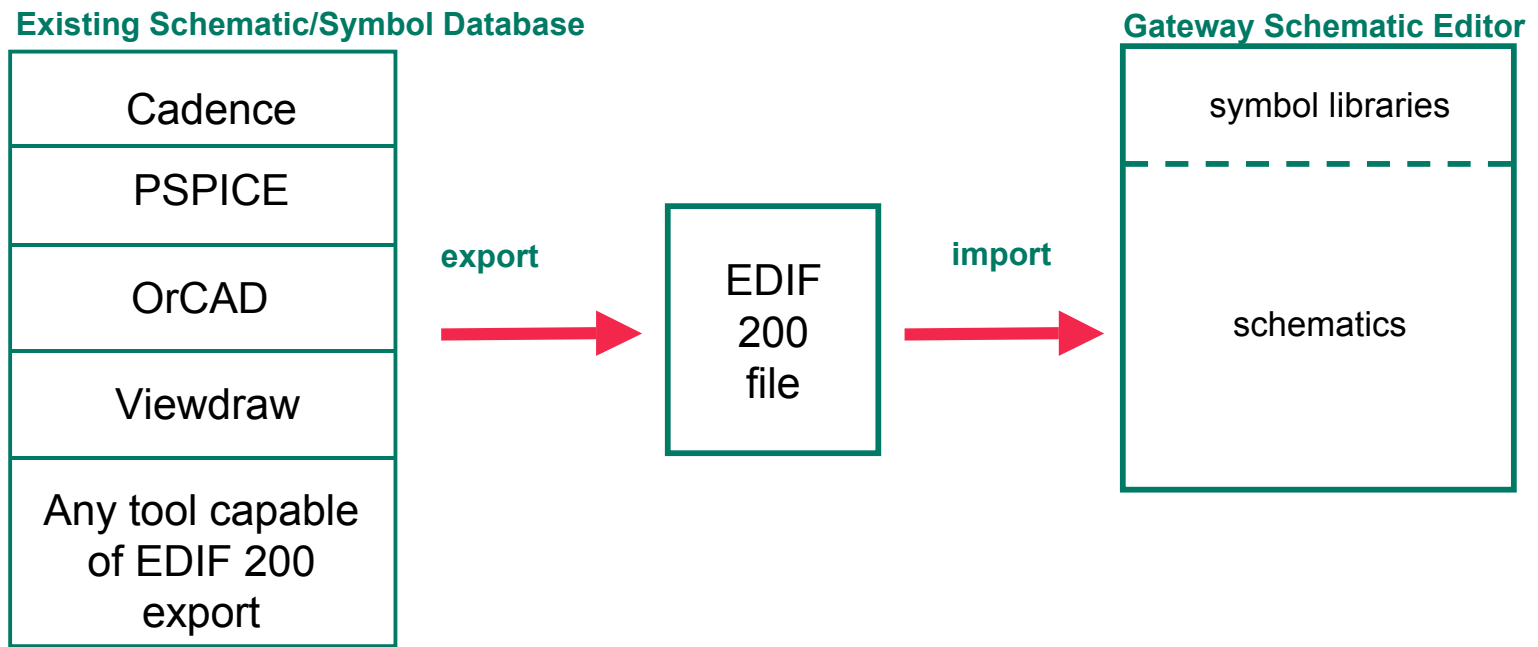 Existing Schematic/Symbol Database
Cadence
PSPICE
OrCAD
Viewdraw
Any tool capable
of EDIF 200
export
export
EDIF
200
file
import
Gateway Schematic Editor
symbol libraries
schematics